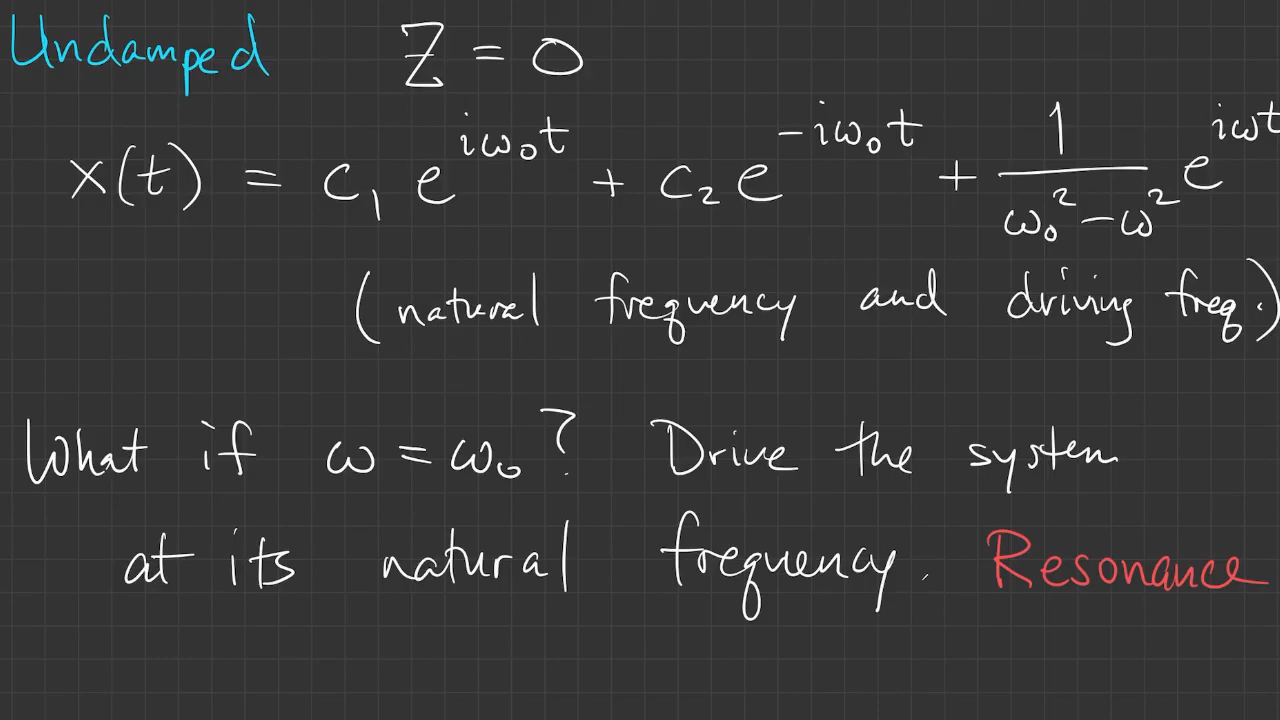 Undamped Z = 0
x(t) = c₁ e^{iω₀t} + c₂ e^{-iω₀t} + \frac{1}{ω₀² - ω²} e^{iωt}
(natural frequency and driving freq.)
What if ω = ω₀? Drive the system
at its natural frequency. Resonance